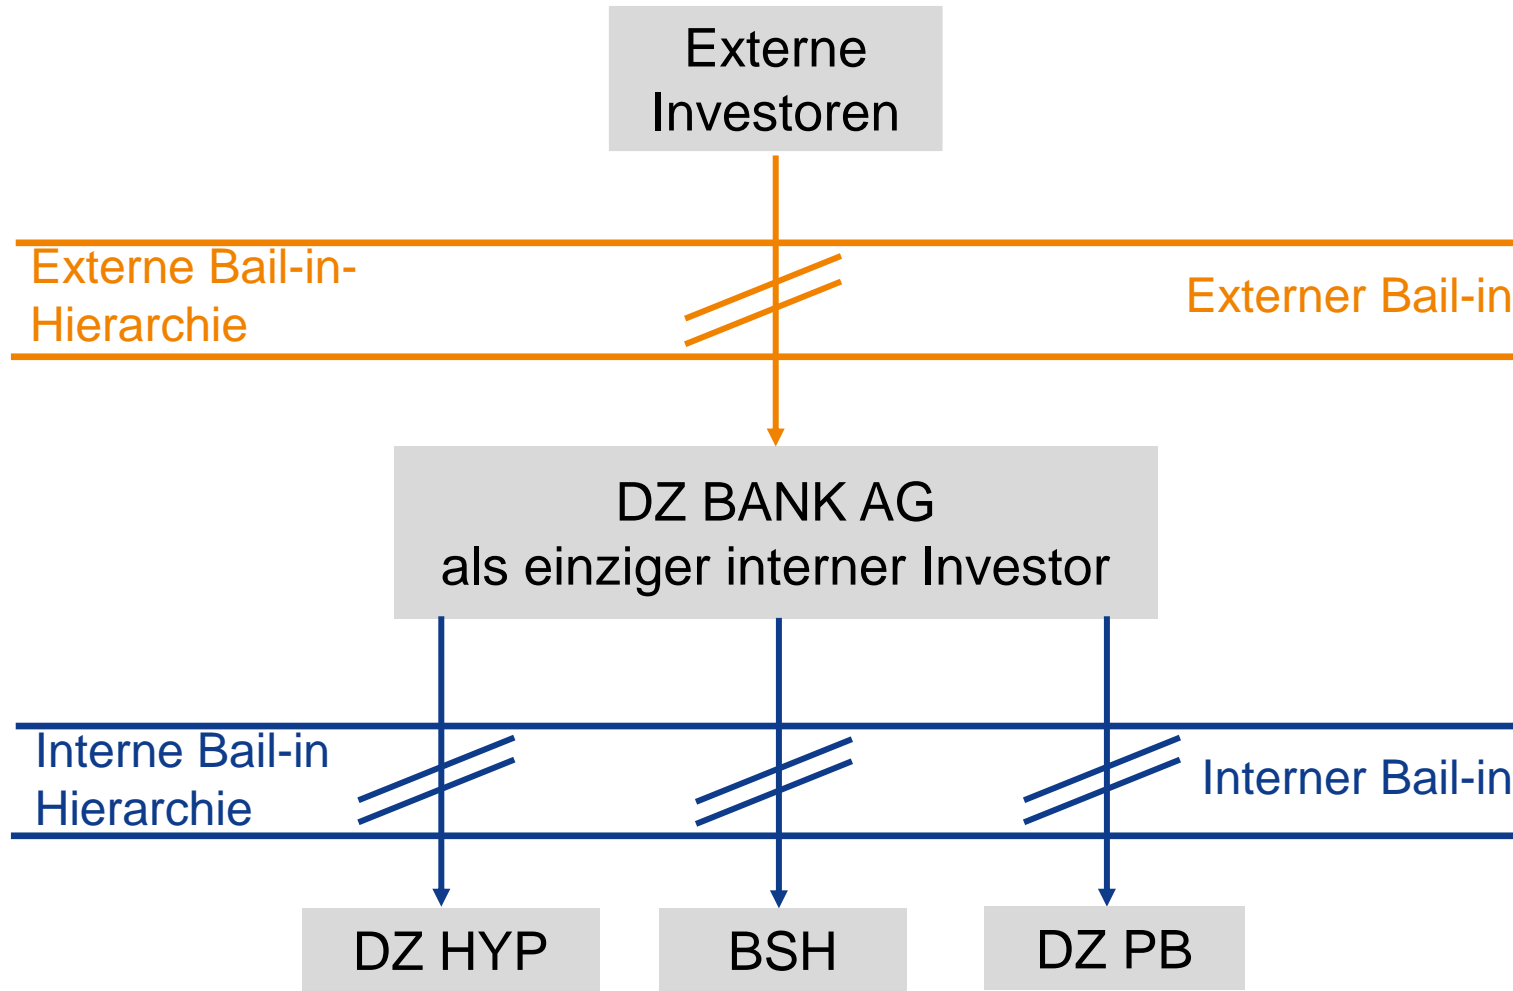 Externe
Investoren
Externe Bail-in-
Hierarchie
Externer Bail-in
DZ BANK AG
als einziger interner Investor
Interne Bail-in
Hierarchie
Interner Bail-in
DZ HYP
BSH
DZ PB